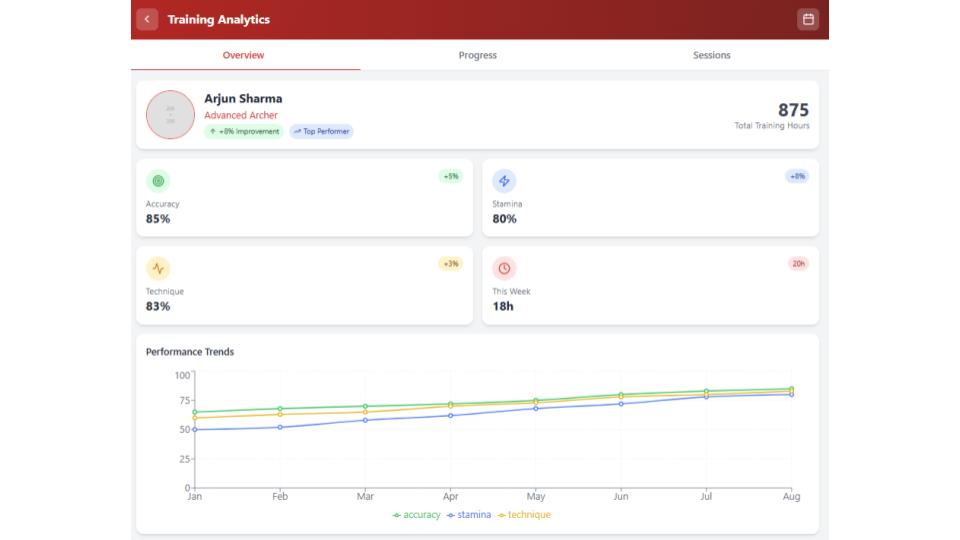 Training Analytics
Overview Progress Sessions
Arjun Sharma
Advanced Archer
+8% Improvement Top Performer
875
Total Training Hours
+5%
Accuracy
85%
+8%
Stamina
80%
+3%
Technique
83%
20h
This Week
18h
Performance Trends
100
75
50
25
0
Jan Feb Mar Apr May Jun Jul Aug
accuracy stamina technique